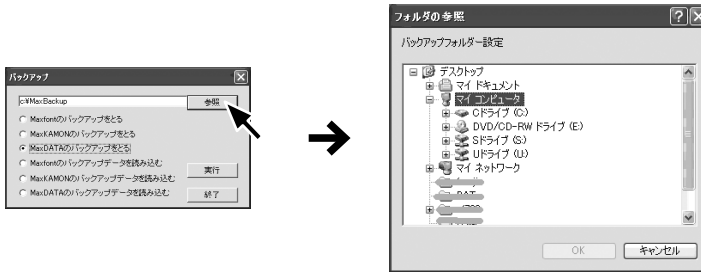 バックアップ
c:¥MaxBackup
参照
Maxfontのバックアップをとる
MaxKAMONのバックアップをとる
MaxDATAのバックアップをとる
Maxfontのバックアップデータを読み込む
MaxKAMONのバックアップデータを読み込む
MaxDATAのバックアップデータを読み込む
実行
終了
フォルダの参照
バックアップフォルダー設定
デスクトップ
マイ ドキュメント
マイ コンピュータ
Cドライブ (C:)
DVD/CD-RW ドライブ (E:)
Sドライブ (S:)
Uドライブ (U:)
マイ ネットワーク
OK
キャンセル